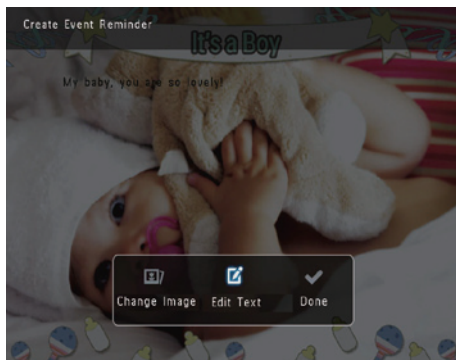 Create Event Reminder
It's a Boy
My baby, you are so lovely!
Change Image Edit Text Done